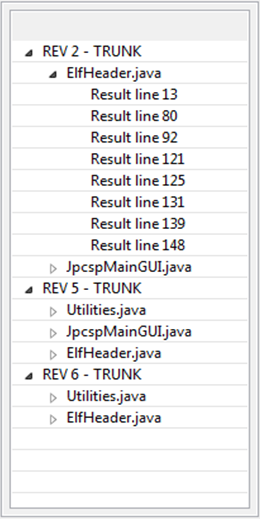 REV 2 - TRUNK
ElfHeader.java
Result line 13
Result line 80
Result line 92
Result line 121
Result line 125
Result line 131
Result line 139
Result line 148
JpcspMainGUI.java
REV 5 - TRUNK
Utilities.java
JpcspMainGUI.java
ElfHeader.java
REV 6 - TRUNK
Utilities.java
ElfHeader.java